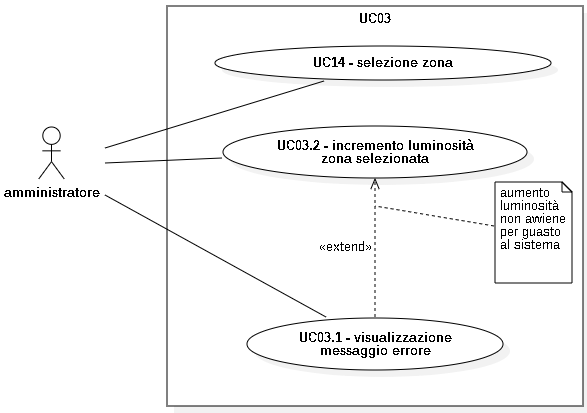 UC03
UC14 - selezione zona
UC03.2 - incremento luminosità
zona selezionata
amministratore
aumento
luminosità
non avviene
per guasto
al sistema
«extend»
UC03.1 - visualizzazione
messaggio errore